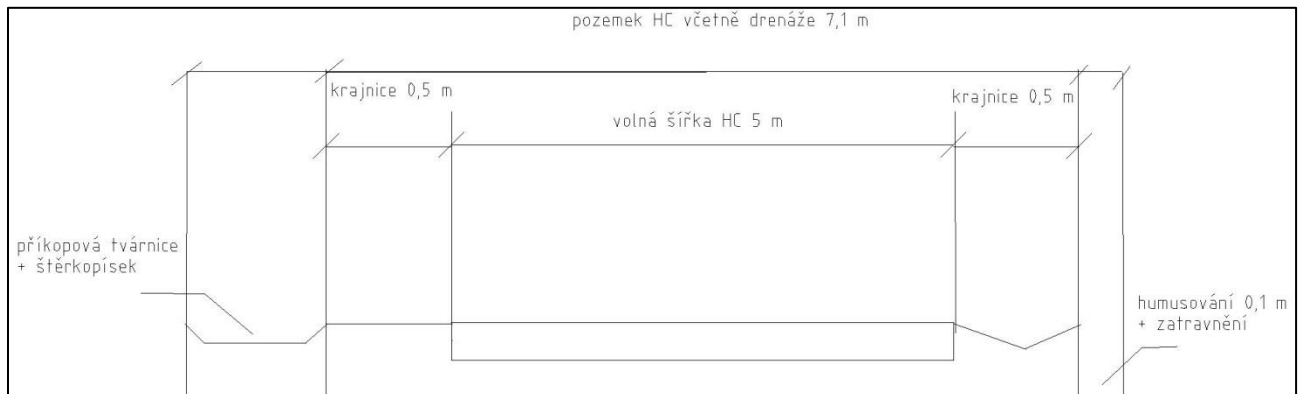 pozemek HC včetně drenáže 7,1 m
krajnice 0,5 m
krajnice 0,5 m
volná šířka HC 5 m
příkopová tvárnice
+ štěrkopísek
humusování 0,1 m
+ zatravnění